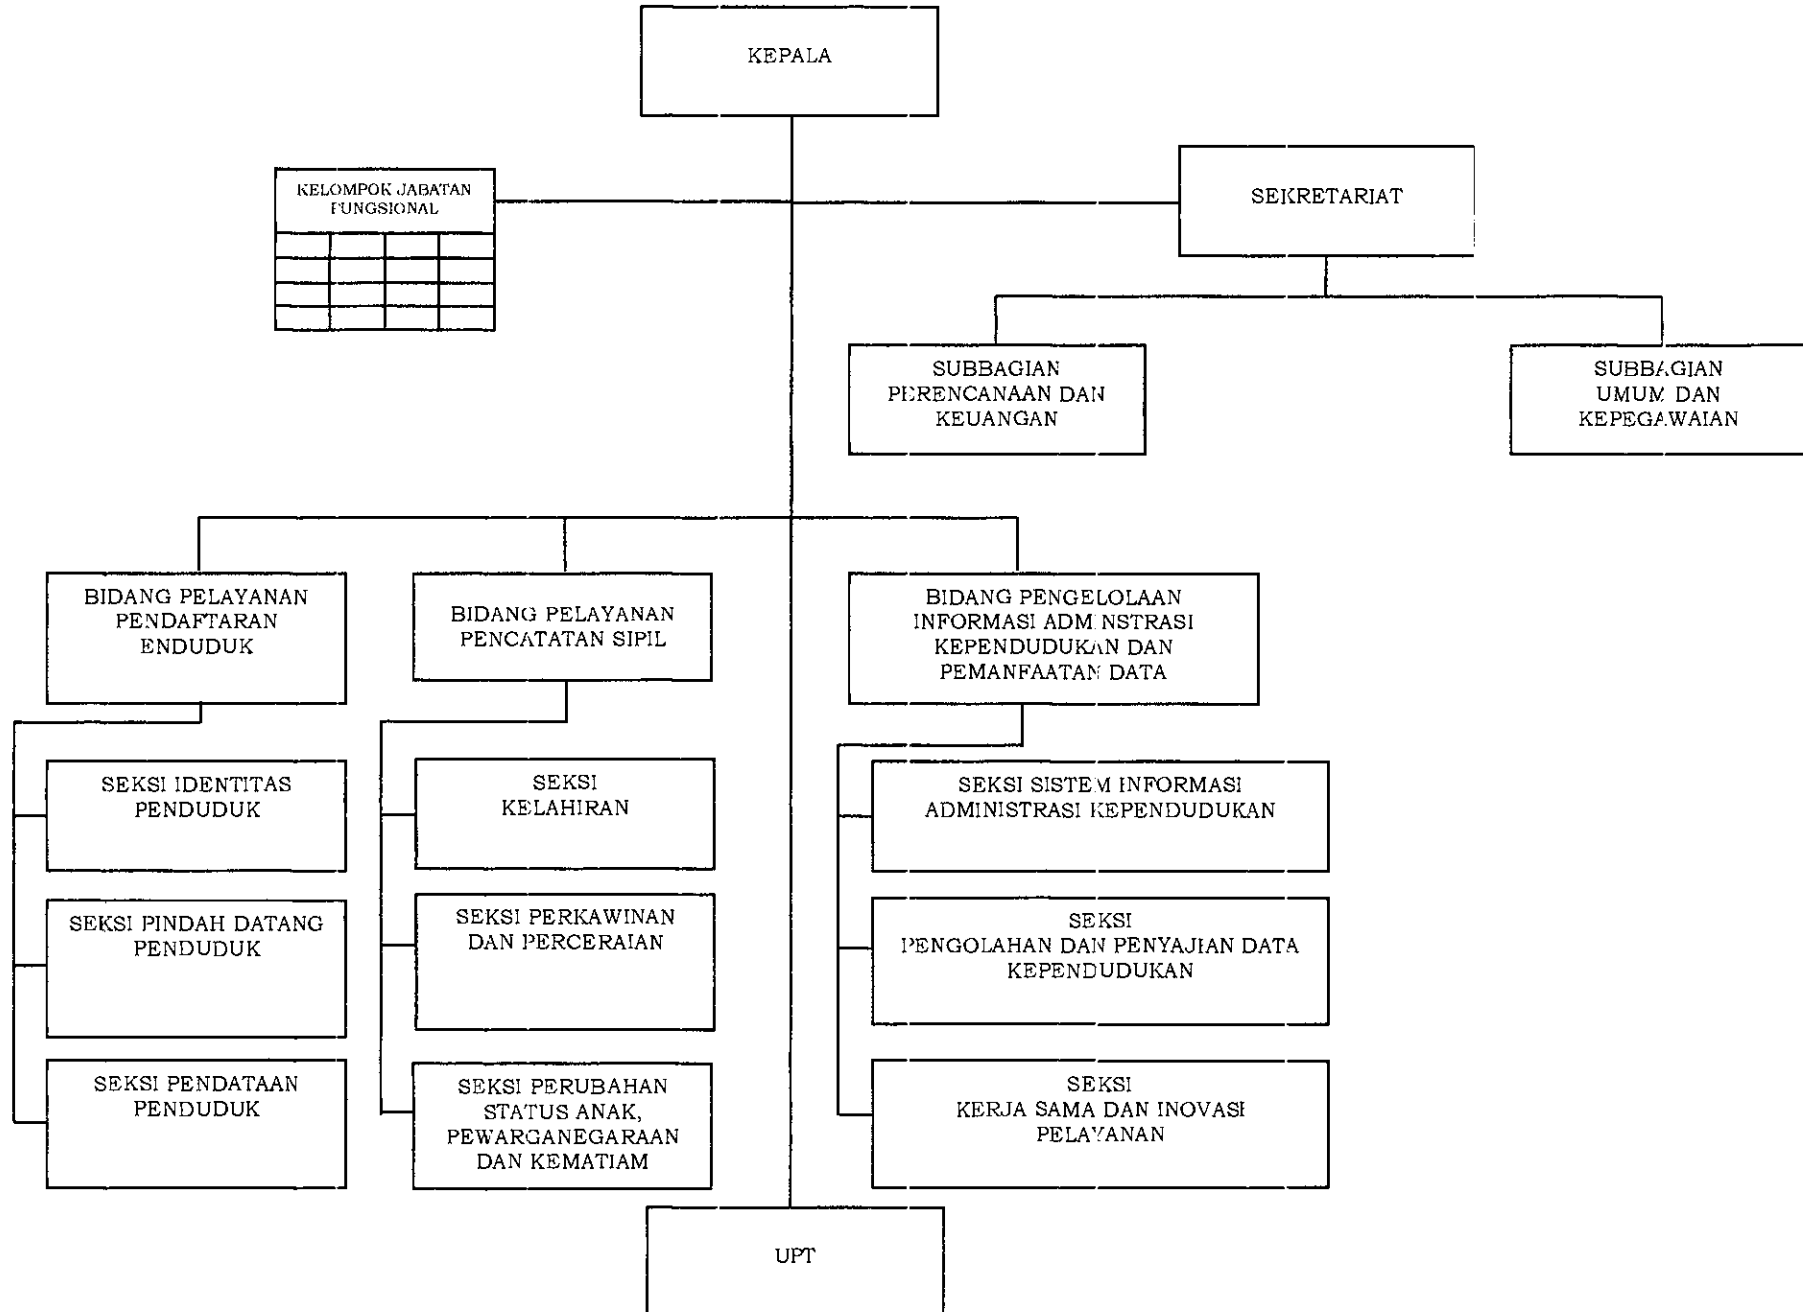 KEPALA
KELOMPOK JABATAN
FUNGSIONAL
SEKRETARIAT
SUBBAGIAN
PERENCANAAN DAN
KEUANGAN
SUBBAGIAN
UMUM DAN
KEPEGAWAIAN
BIDANG PELAYANAN
PENDAFTARAN
ENDUDUK
BIDANG PELAYANAN
PENCATATAN SIPIL
BIDANG PENGELOLAAN
INFORMASI ADMINSTRASI
KEPENDUDUKAN DAN
PEMANFAATAN DATA
SEKSI IDENTITAS
PENDUDUK
SEKSI
KELAHIRAN
SEKSI SISTEM INFORMASI
ADMINISTRASI KEPENDUDUKAN
SEKSI PINDAH DATANG
PENDUDUK
SEKSI PERKAWINAN
DAN PERCERAIAN
SEKSI
PENGOLAHAN DAN PENYAJIAN DATA
KEPENDUDUKAN
SEKSI PENDATAAN
PENDUDUK
SEKSI PERUBAHAN
STATUS ANAK,
PEWARGANEGARAAN
DAN KEMATIAM
SEKSI
KERJA SAMA DAN INOVASI
PELAYANAN
UPT